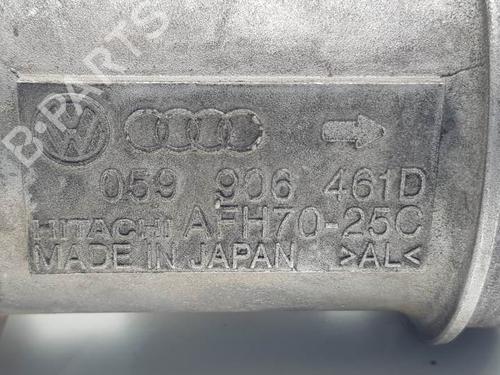 B-PARTS
059 906 461D
HITACHI AFH70-25C
MADE IN JAPAN >AL<